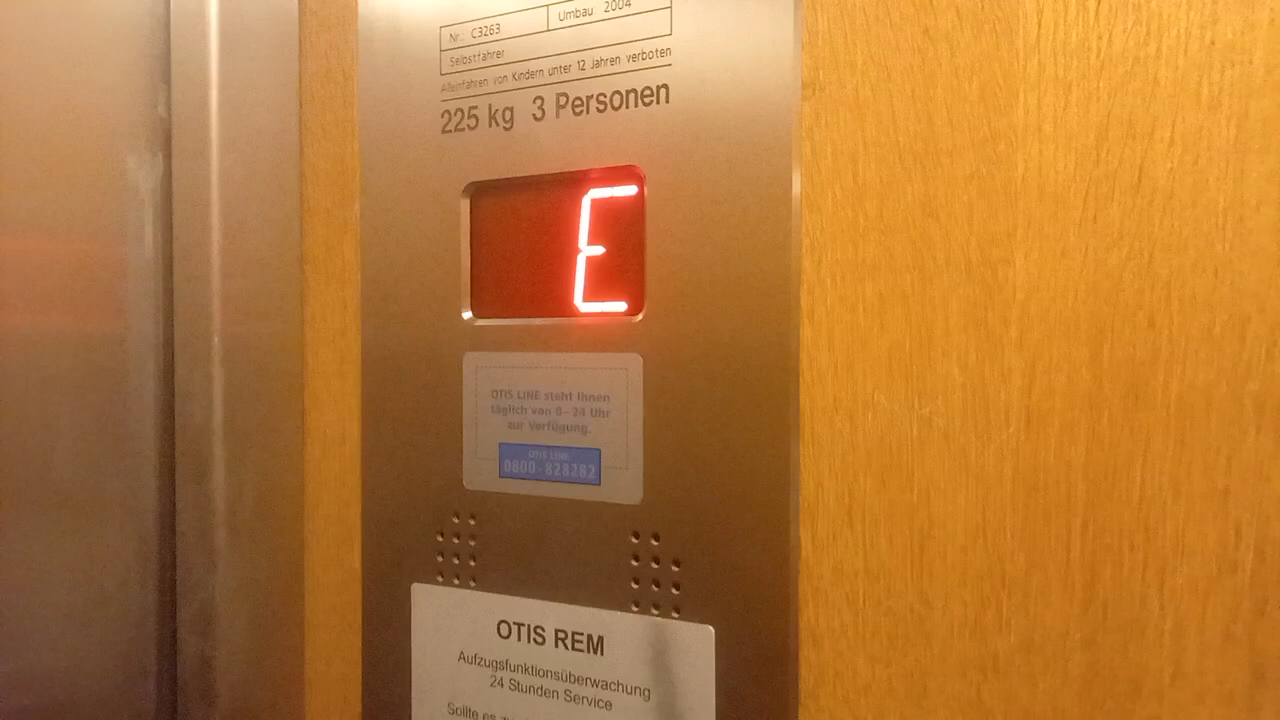 Nr.: C3263 Umbau: 2004
Selbstfahrer
Alleinfahren von Kindern unter 12 Jahren verboten
225 kg 3 Personen
E
OTIS LINE steht Ihnen
täglich von 0-24 Uhr
zur Verfügung.
OTIS LINE
0800-828282
OTIS REM
Aufzugsfunktionsüberwachung
24 Stunden Service
Sollte es